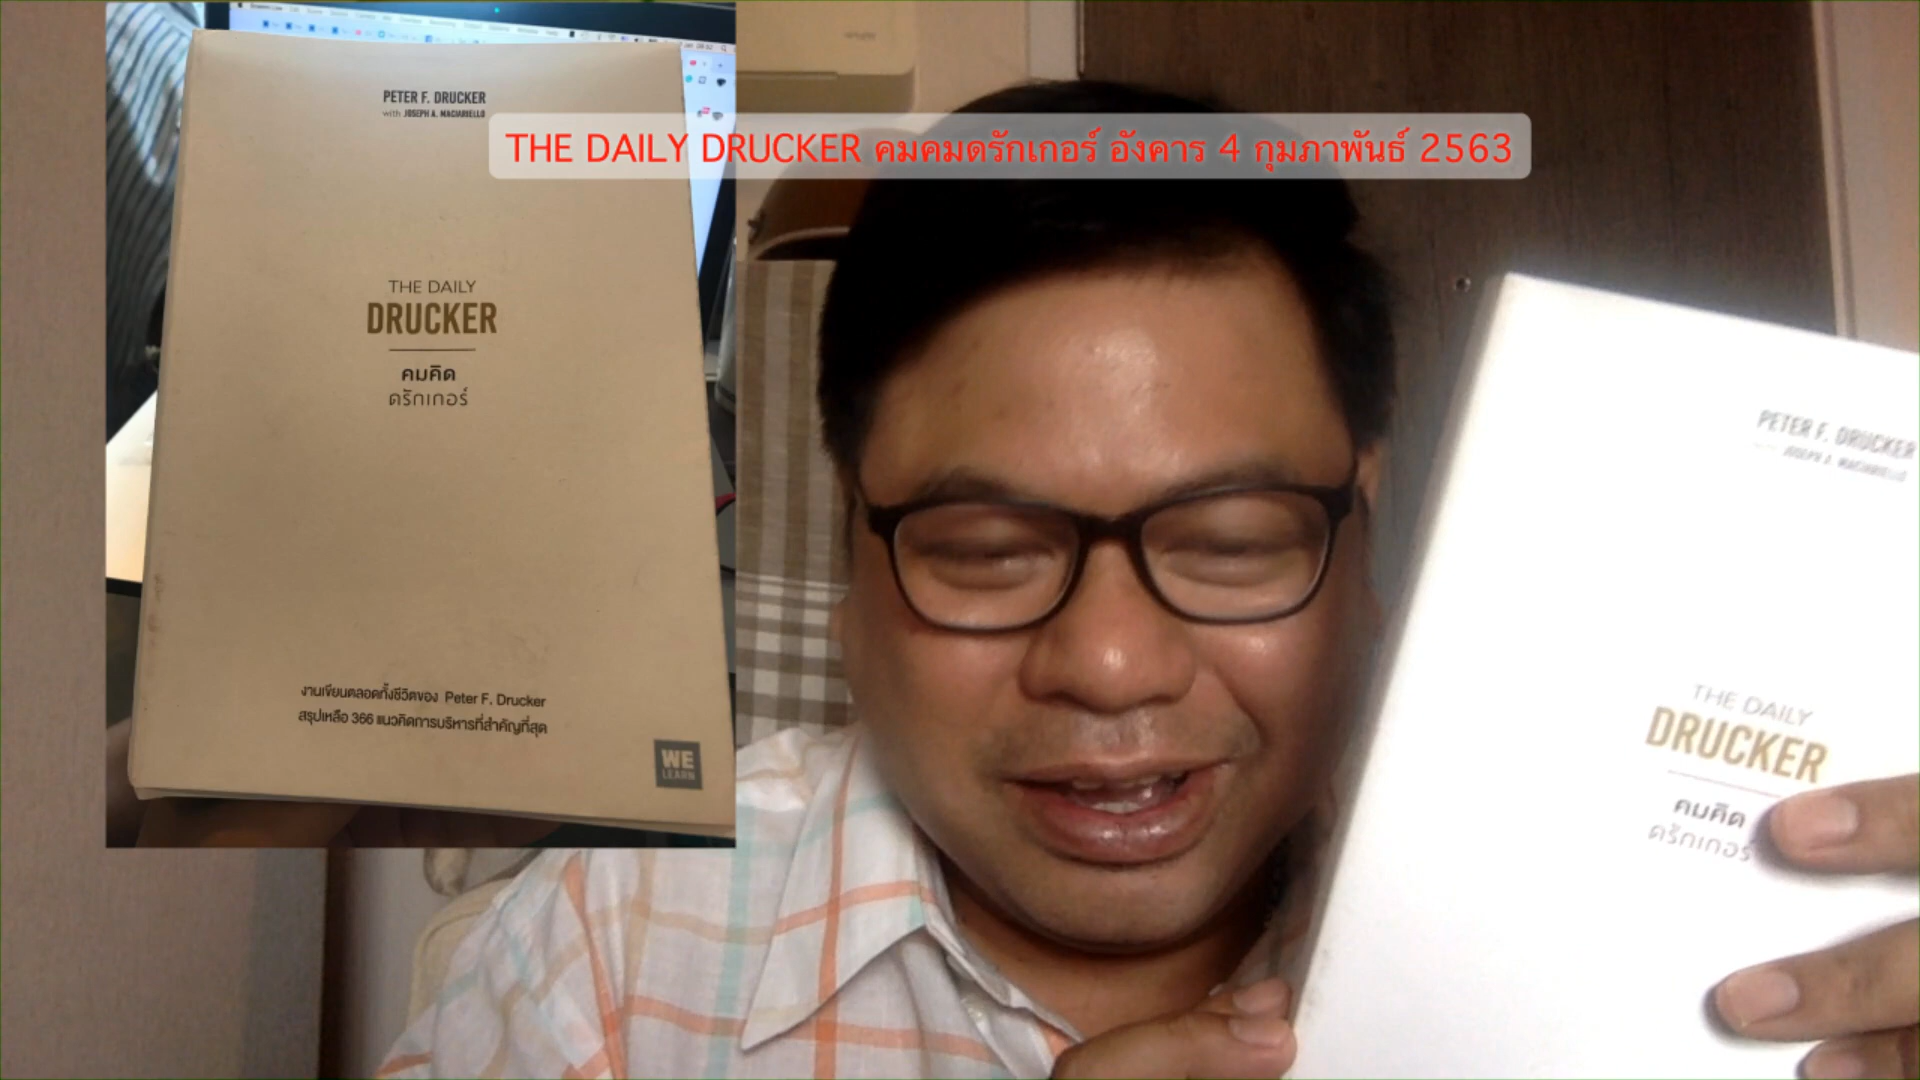 THE DAILY DRUCKER คมคมดรักเกอร์ อังคาร 4 กุมภาพันธ์ 2563
PETER F. DRUCKER
with JOSEPH A. MACIARIELLO
THE DAILY
DRUCKER
คมคิด
ดรักเกอร์
งานเขียนตลอดทั้งชีวิตของ Peter F. Drucker
สรุปเหลือ 366 แนวคิดการบริหารที่สำคัญที่สุด
WE
LEARN
PETER F. DRUCKER
JOSEPH A. MACIARIELLO
THE DAILY
DRUCKER
คมคิด
ดรักเกอร์